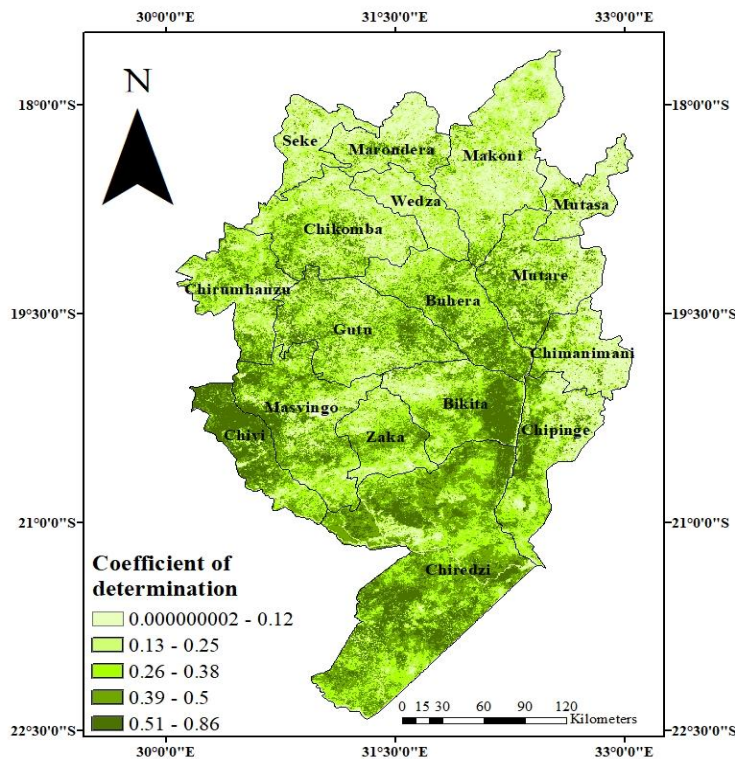 30°0'0"E 31°30'0"E 33°0'0"E
N
18°0'0"S
18°0'0"S
Seke
Marondera
Makoni
Wedza
Mutasa
Chikomba
Mutare
Chirumhanzu
Buhera
19°30'0"S
19°30'0"S
Gutu
Chimanimani
Masvingo
Bikita
Chivi
Zaka
Chipinge
21°0'0"S
21°0'0"S
Chiredzi
Coefficient of
determination
0.000000002 - 0.12
0.13 - 0.25
0.26 - 0.38
0.39 - 0.5
0.51 - 0.86
0 15 30 60 90 120
Kilometers
22°30'0"S
22°30'0"S
30°0'0"E 31°30'0"E 33°0'0"E